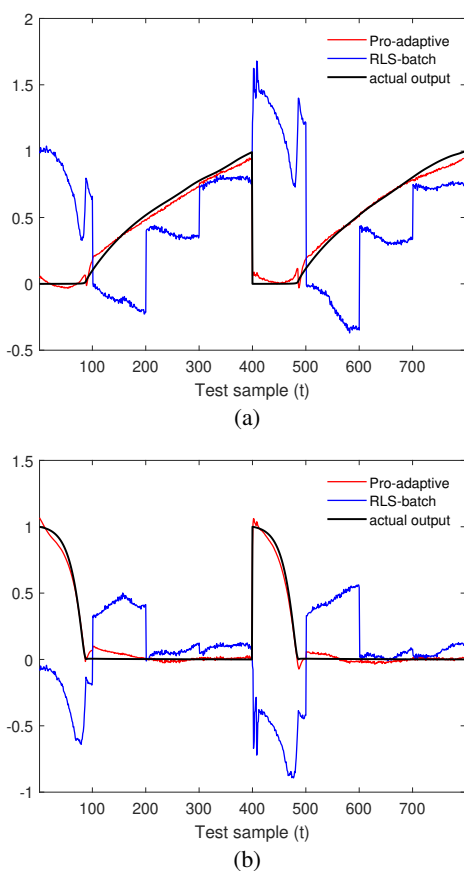 2
1.5
1
0.5
0
-0.5
Pro-adaptive
RLS-batch
actual output
100 200 300 400 500 600 700
Test sample (t)
(a)
1.5
1
0.5
0
-0.5
-1
Pro-adaptive
RLS-batch
actual output
100 200 300 400 500 600 700
Test sample (t)
(b)